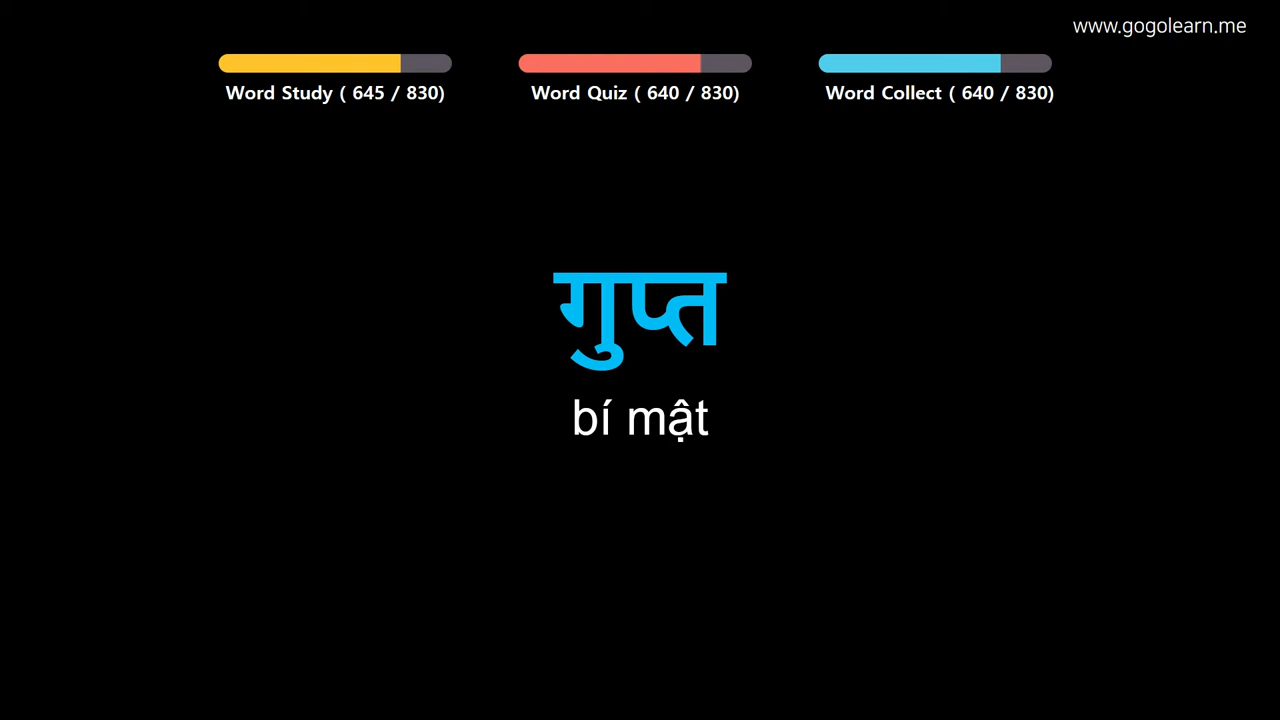 www.gogolearn.me
Word Study ( 645 / 830)
Word Quiz ( 640 / 830)
Word Collect ( 640 / 830)
गुप्त
bí mật